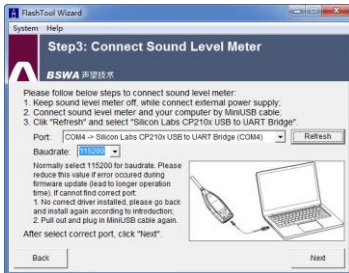 FlashTool Wizard
System Help
Step3: Connect Sound Level Meter
BSWA 声望技术
Please follow below steps to connect sound level meter:
1. Keep sound level meter off, while connect external power supply;
2. Connect sound level meter and your computer by MiniUSB cable;
3. Clik "Refresh" and select "Silicon Labs CP210x USB to UART Bridge".
Port: COM4 -> Silicon Labs CP210x USB to UART Bridge (COM4) Refresh
Baudrate: 115200
Normally select 115200 for baudrate. Please
reduce this value if error occured during
firmware update (lead to longer operation
time). If cannot find correct port:
1. No correct driver installed, please go back
and install again according to introduction;
2. Pull out and plug in MiniUSB cable again.
After select correct port, click "Next".
Back Next